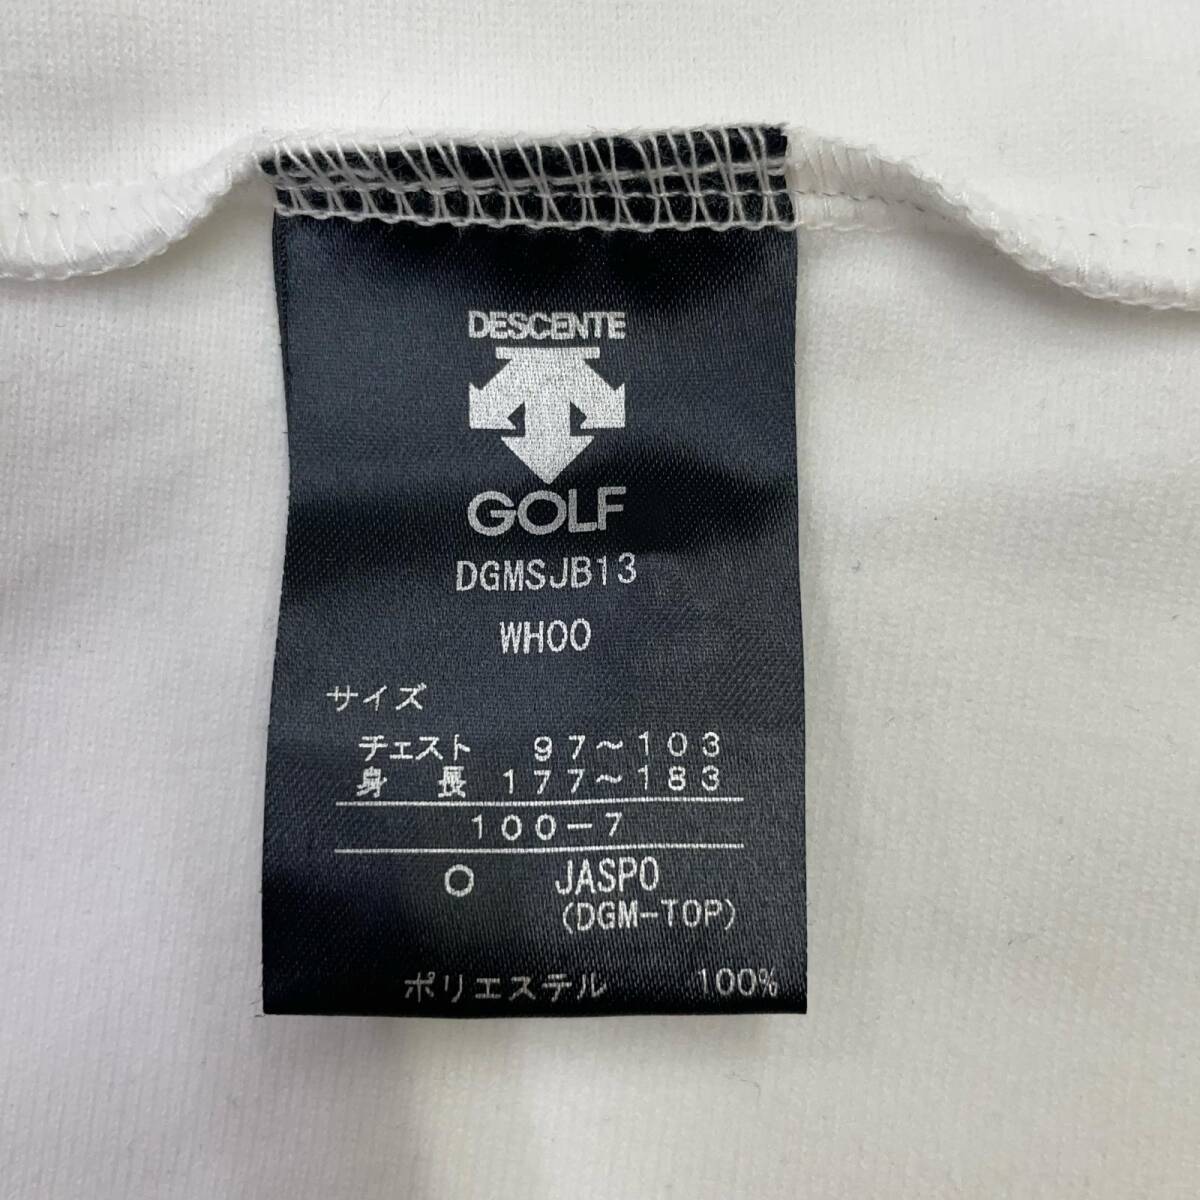 DESCENTE
GOLF
DGMSJB13
WH00
サイズ
チェスト 97～103
身 長 177～183
100-7
O JASPO
(DGM-TOP)
ポリエステル 100%